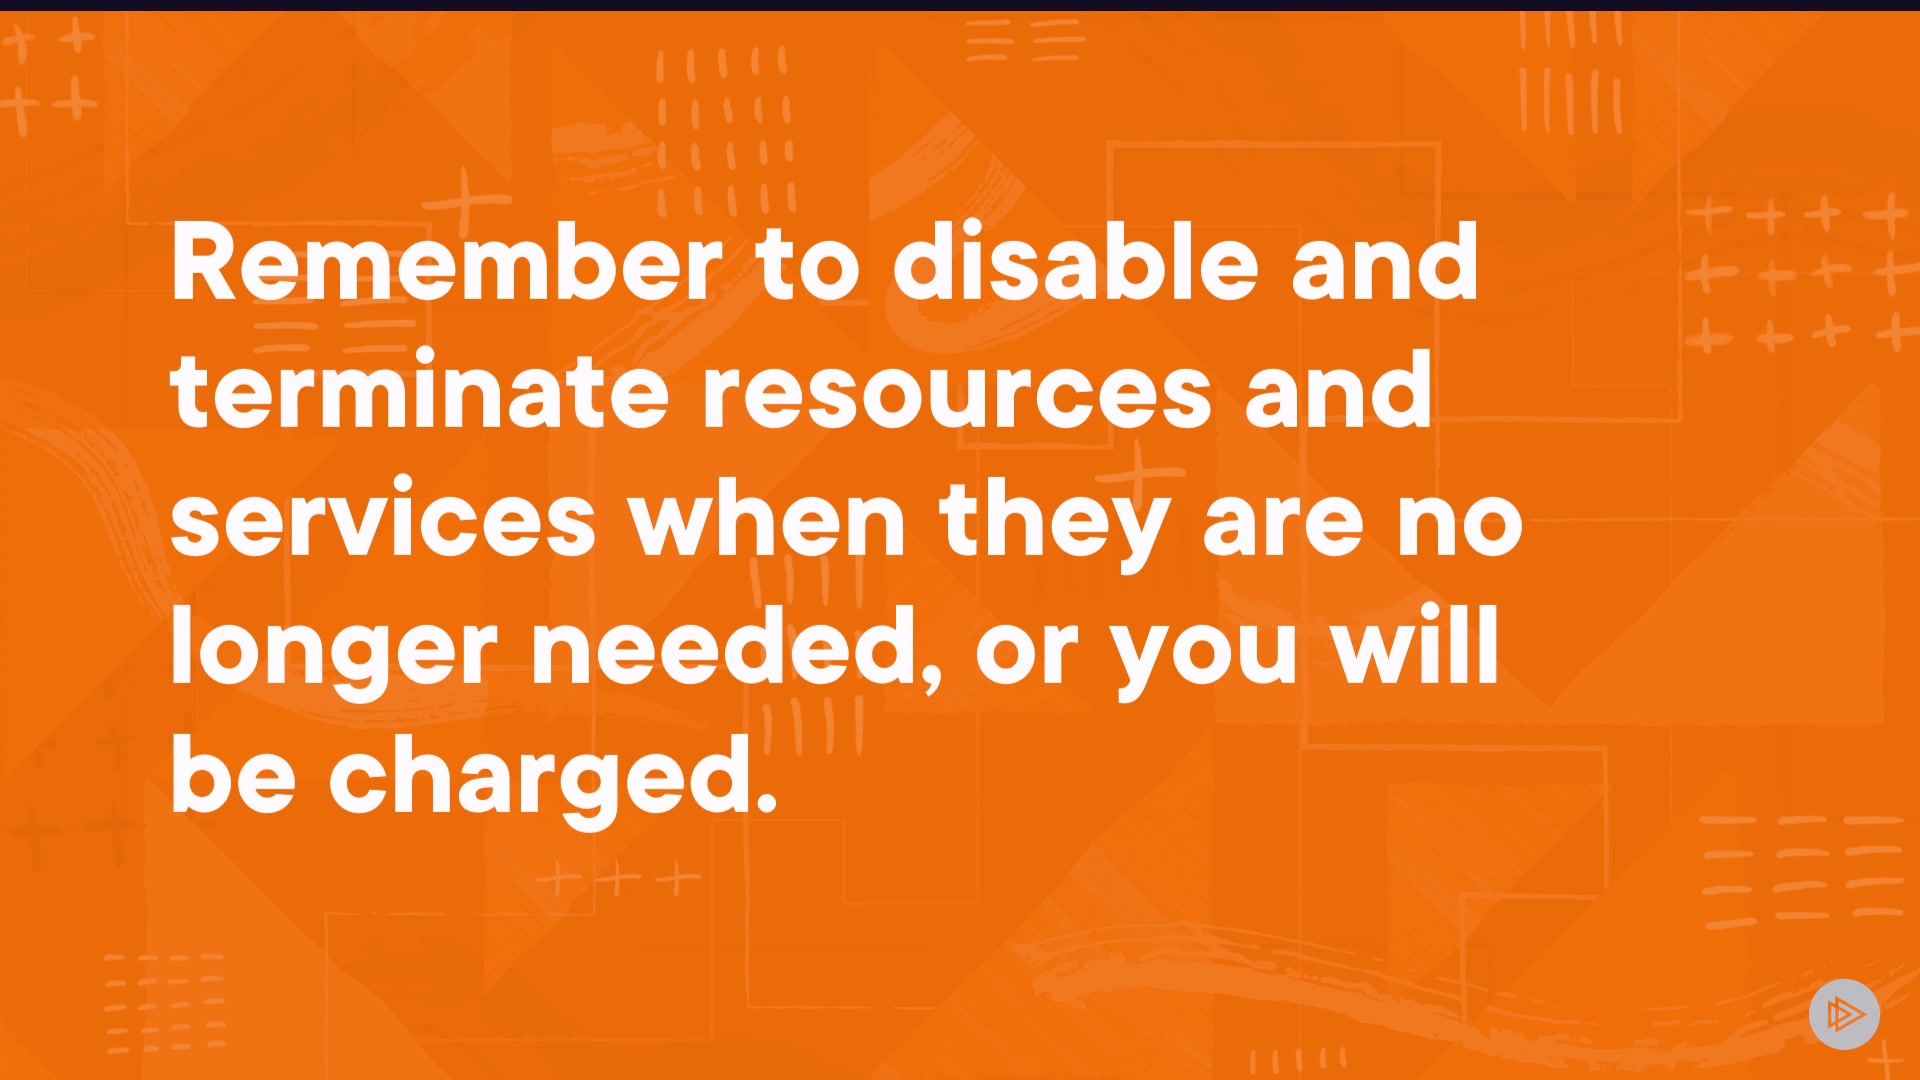 Remember to disable and
terminate resources and
services when they are no
longer needed, or you will
be charged.